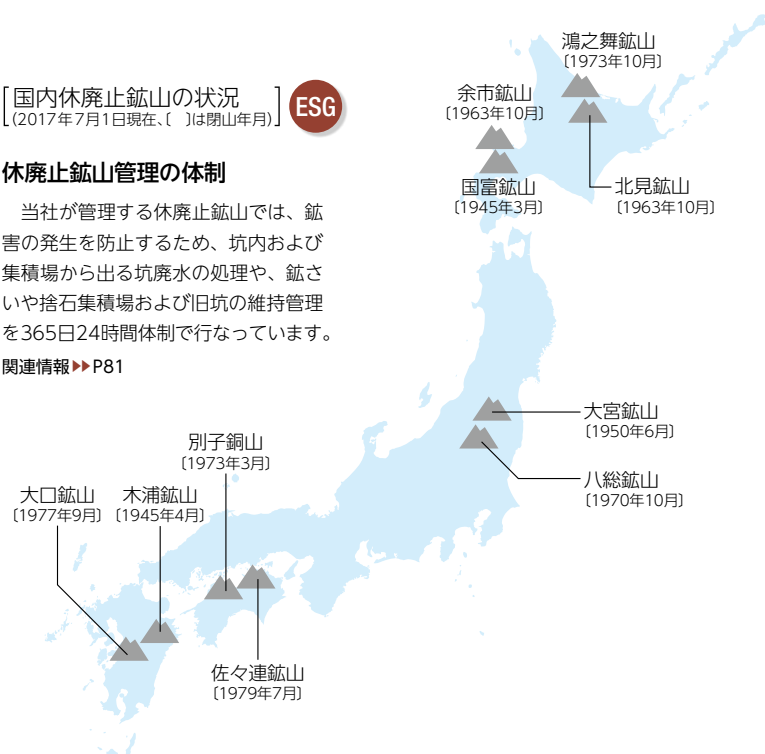 国内休廃止鉱山の状況
(2017年7月1日現在、〔 〕は閉山年月)
ESG
休廃止鉱山管理の体制
当社が管理する休廃止鉱山では、鉱
害の発生を防止するため、坑内および
集積場から出る坑廃水の処理や、鉱さ
いや捨石集積場および旧坑の維持管理
を365日24時間体制で行なっています。
関連情報▶▶P81
鴻之舞鉱山
〔1973年10月〕
余市鉱山
〔1963年10月〕
国富鉱山
〔1945年3月〕
北見鉱山
〔1963年10月〕
大宮鉱山
〔1950年6月〕
八総鉱山
〔1970年10月〕
別子銅山
〔1973年3月〕
大口鉱山
〔1977年9月〕
木浦鉱山
〔1945年4月〕
佐々連鉱山
〔1979年7月〕